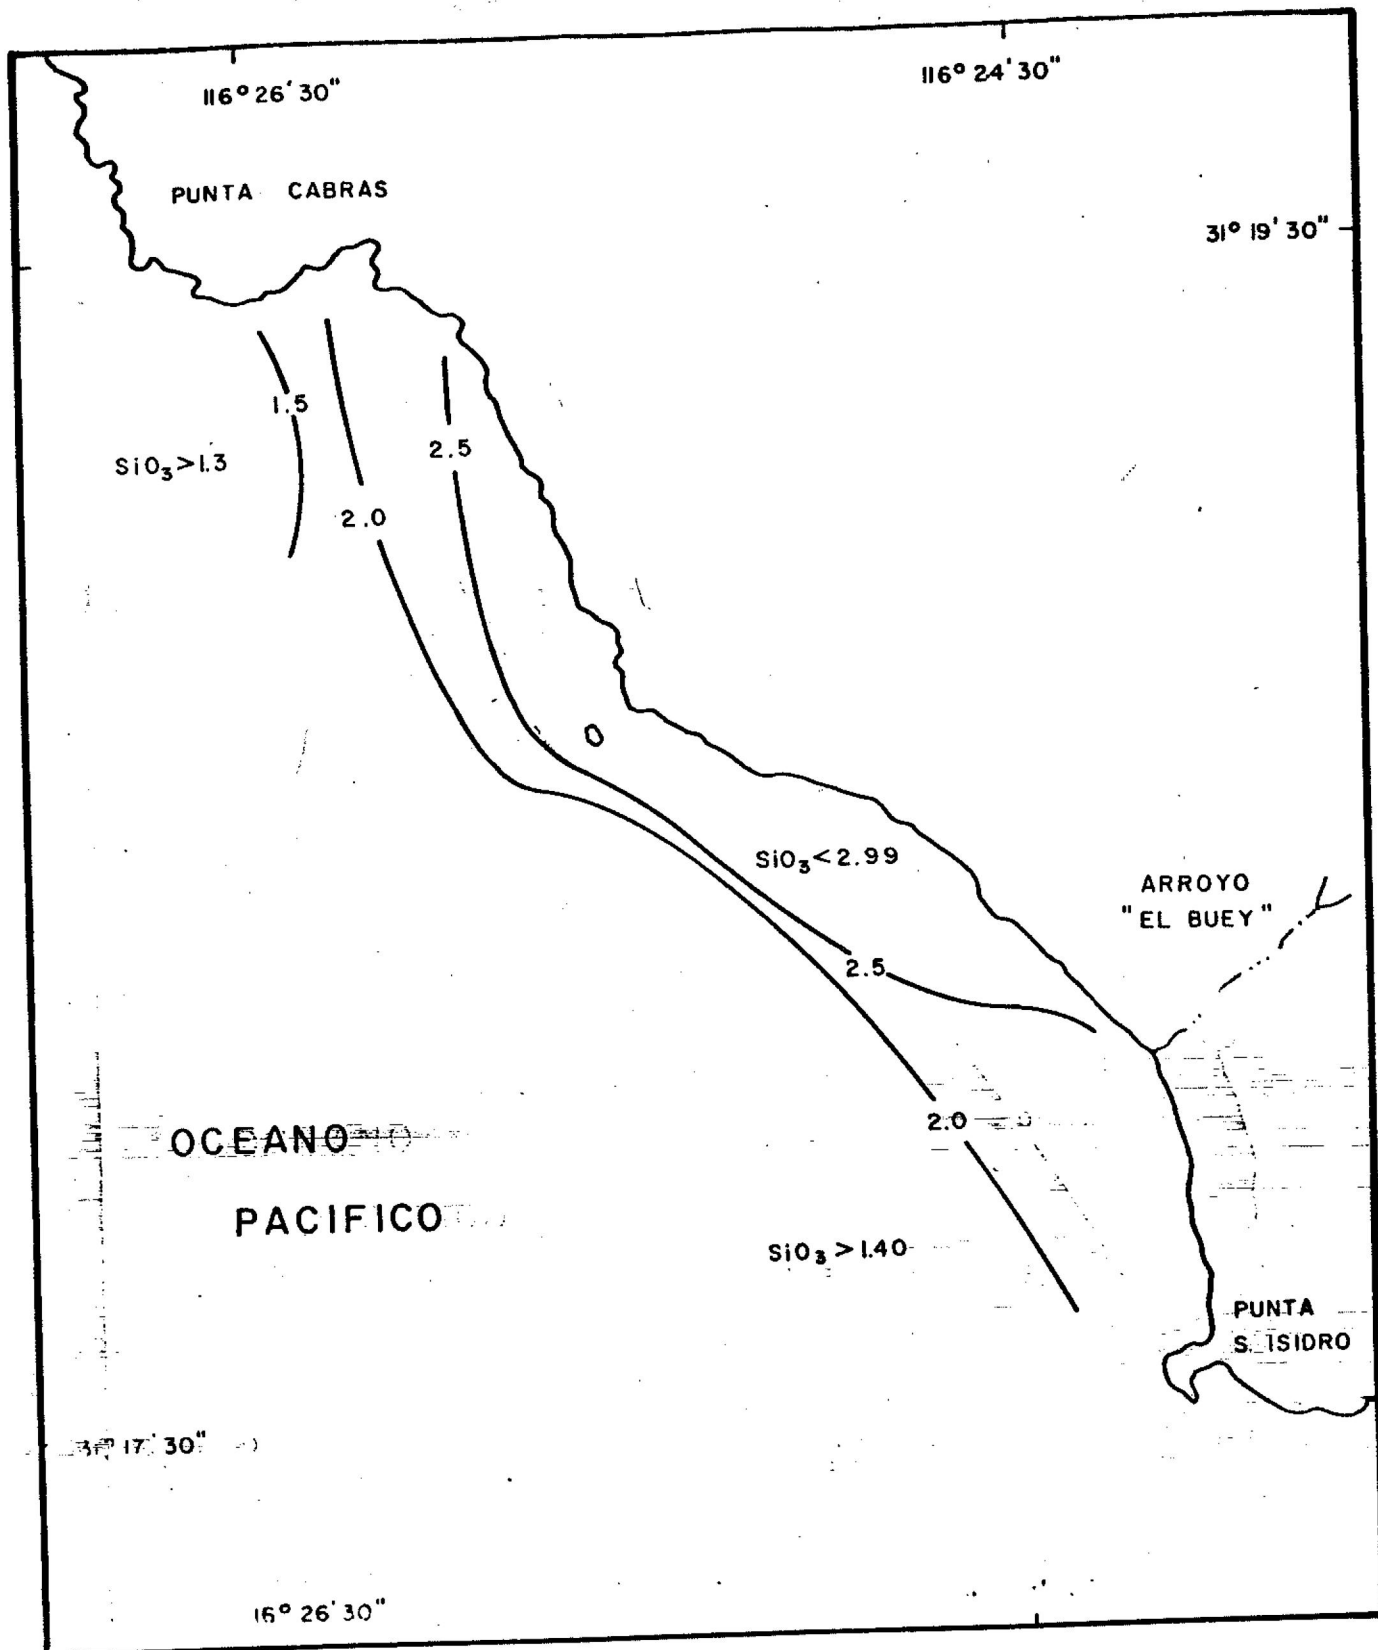 116° 26' 30"
116° 24' 30"
PUNTA CABRAS
31° 19' 30"
1.5
2.5
SiO₃>1.3
2.0
SiO₃<2.99
ARROYO
"EL BUEY"
2.5
2.0
OCEANO
PACIFICO
SiO₃>1.40
PUNTA
S. ISIDRO
31° 17' 30"
16° 26' 30"